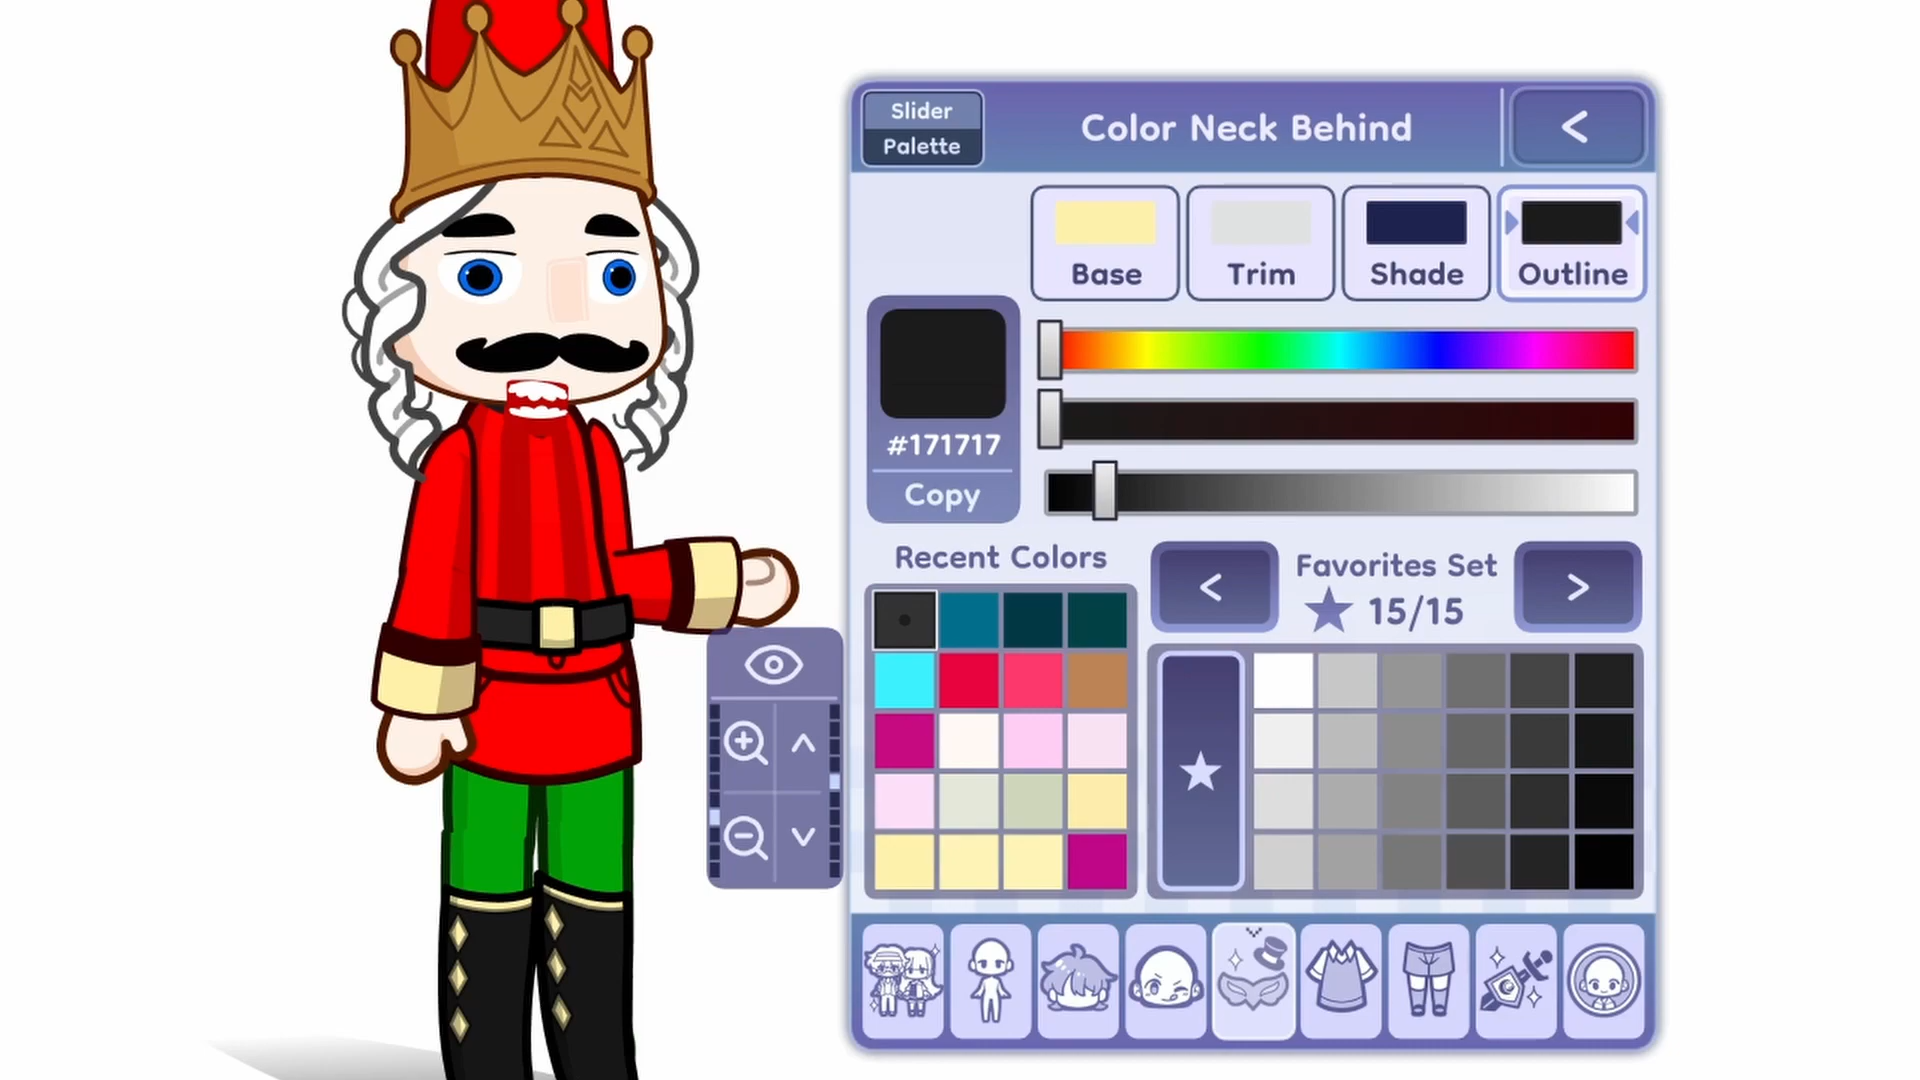 Slider
Palette
Color Neck Behind
<
Base
Trim
Shade
Outline
#171717
Copy
Recent Colors
<
Favorites Set
15/15
>